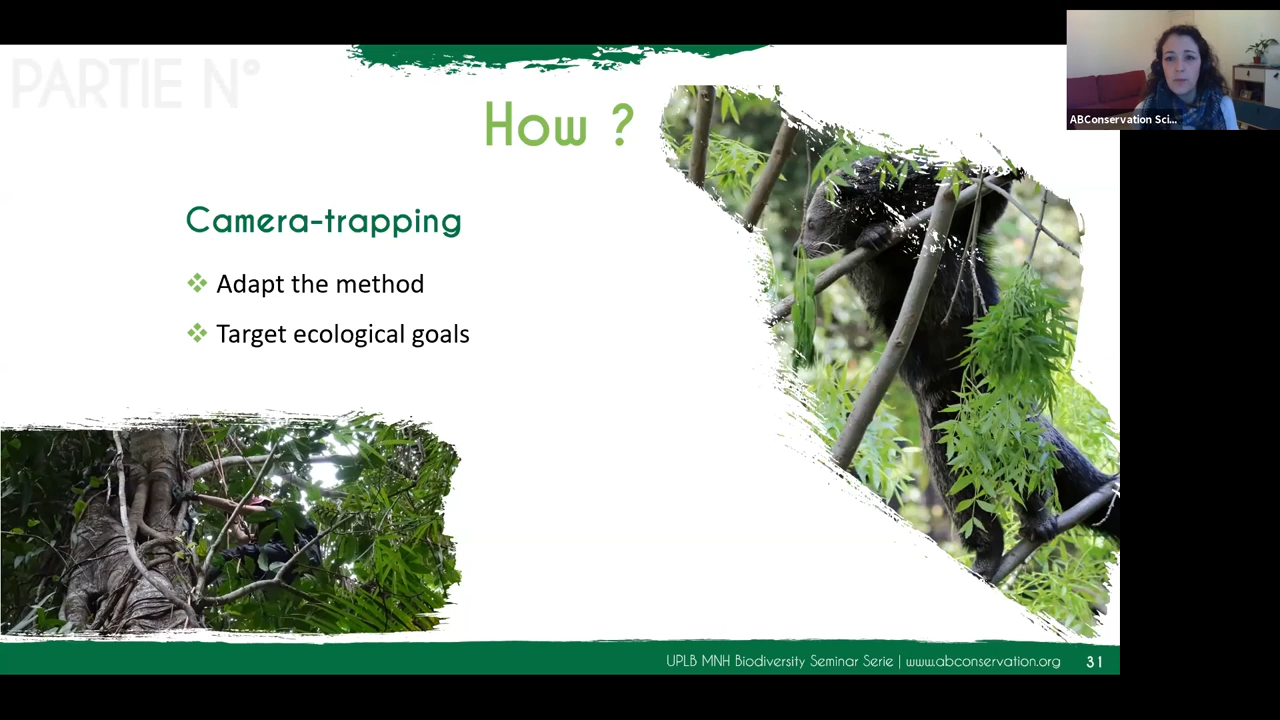 PARTIE N°
How ?
ABConservation Sci...
Camera-trapping
Adapt the method
Target ecological goals
UPLB MNH Biodiversity Seminar Serie | www.abconservation.org 31